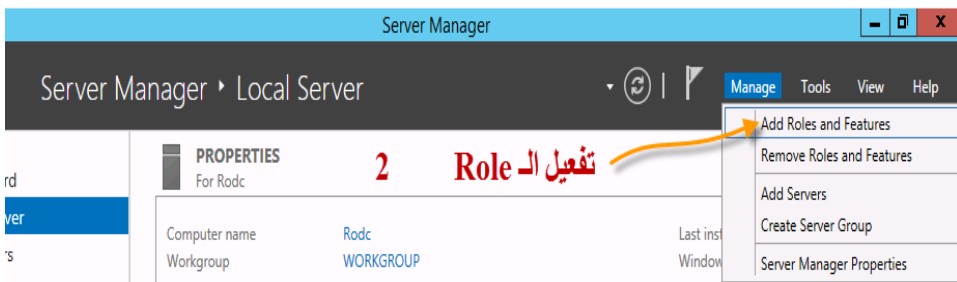 Server Manager
Server Manager ‣ Local Server
Manage Tools View Help
Add Roles and Features
Remove Roles and Features
Add Servers
Create Server Group
Server Manager Properties
PROPERTIES
For Rodc
2 تفعيل الـ Role
rd
ver
rs
Computer name Rodc
Workgroup WORKGROUP
Last inst
Window